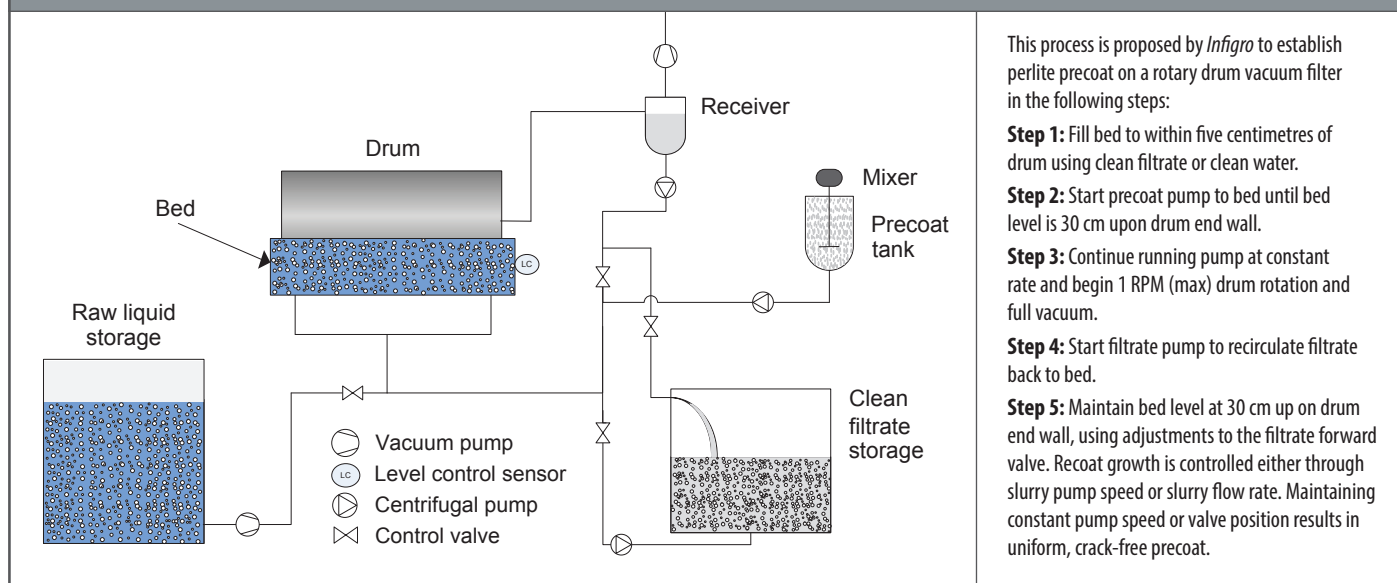 Receiver
Drum
Mixer
Bed
Precoat
tank
LC
Raw liquid
storage
Clean
filtrate
storage
Vacuum pump
LC
Level control sensor
Centrifugal pump
Control valve
This process is proposed by Infigro to establish
perlite precoat on a rotary drum vacuum filter
in the following steps:
Step 1: Fill bed to within five centimetres of
drum using clean filtrate or clean water.
Step 2: Start precoat pump to bed until bed
level is 30 cm upon drum end wall.
Step 3: Continue running pump at constant
rate and begin 1 RPM (max) drum rotation and
full vacuum.
Step 4: Start filtrate pump to recirculate filtrate
back to bed.
Step 5: Maintain bed level at 30 cm up on drum
end wall, using adjustments to the filtrate forward
valve. Recoat growth is controlled either through
slurry pump speed or slurry flow rate. Maintaining
constant pump speed or valve position results in
uniform, crack-free precoat.